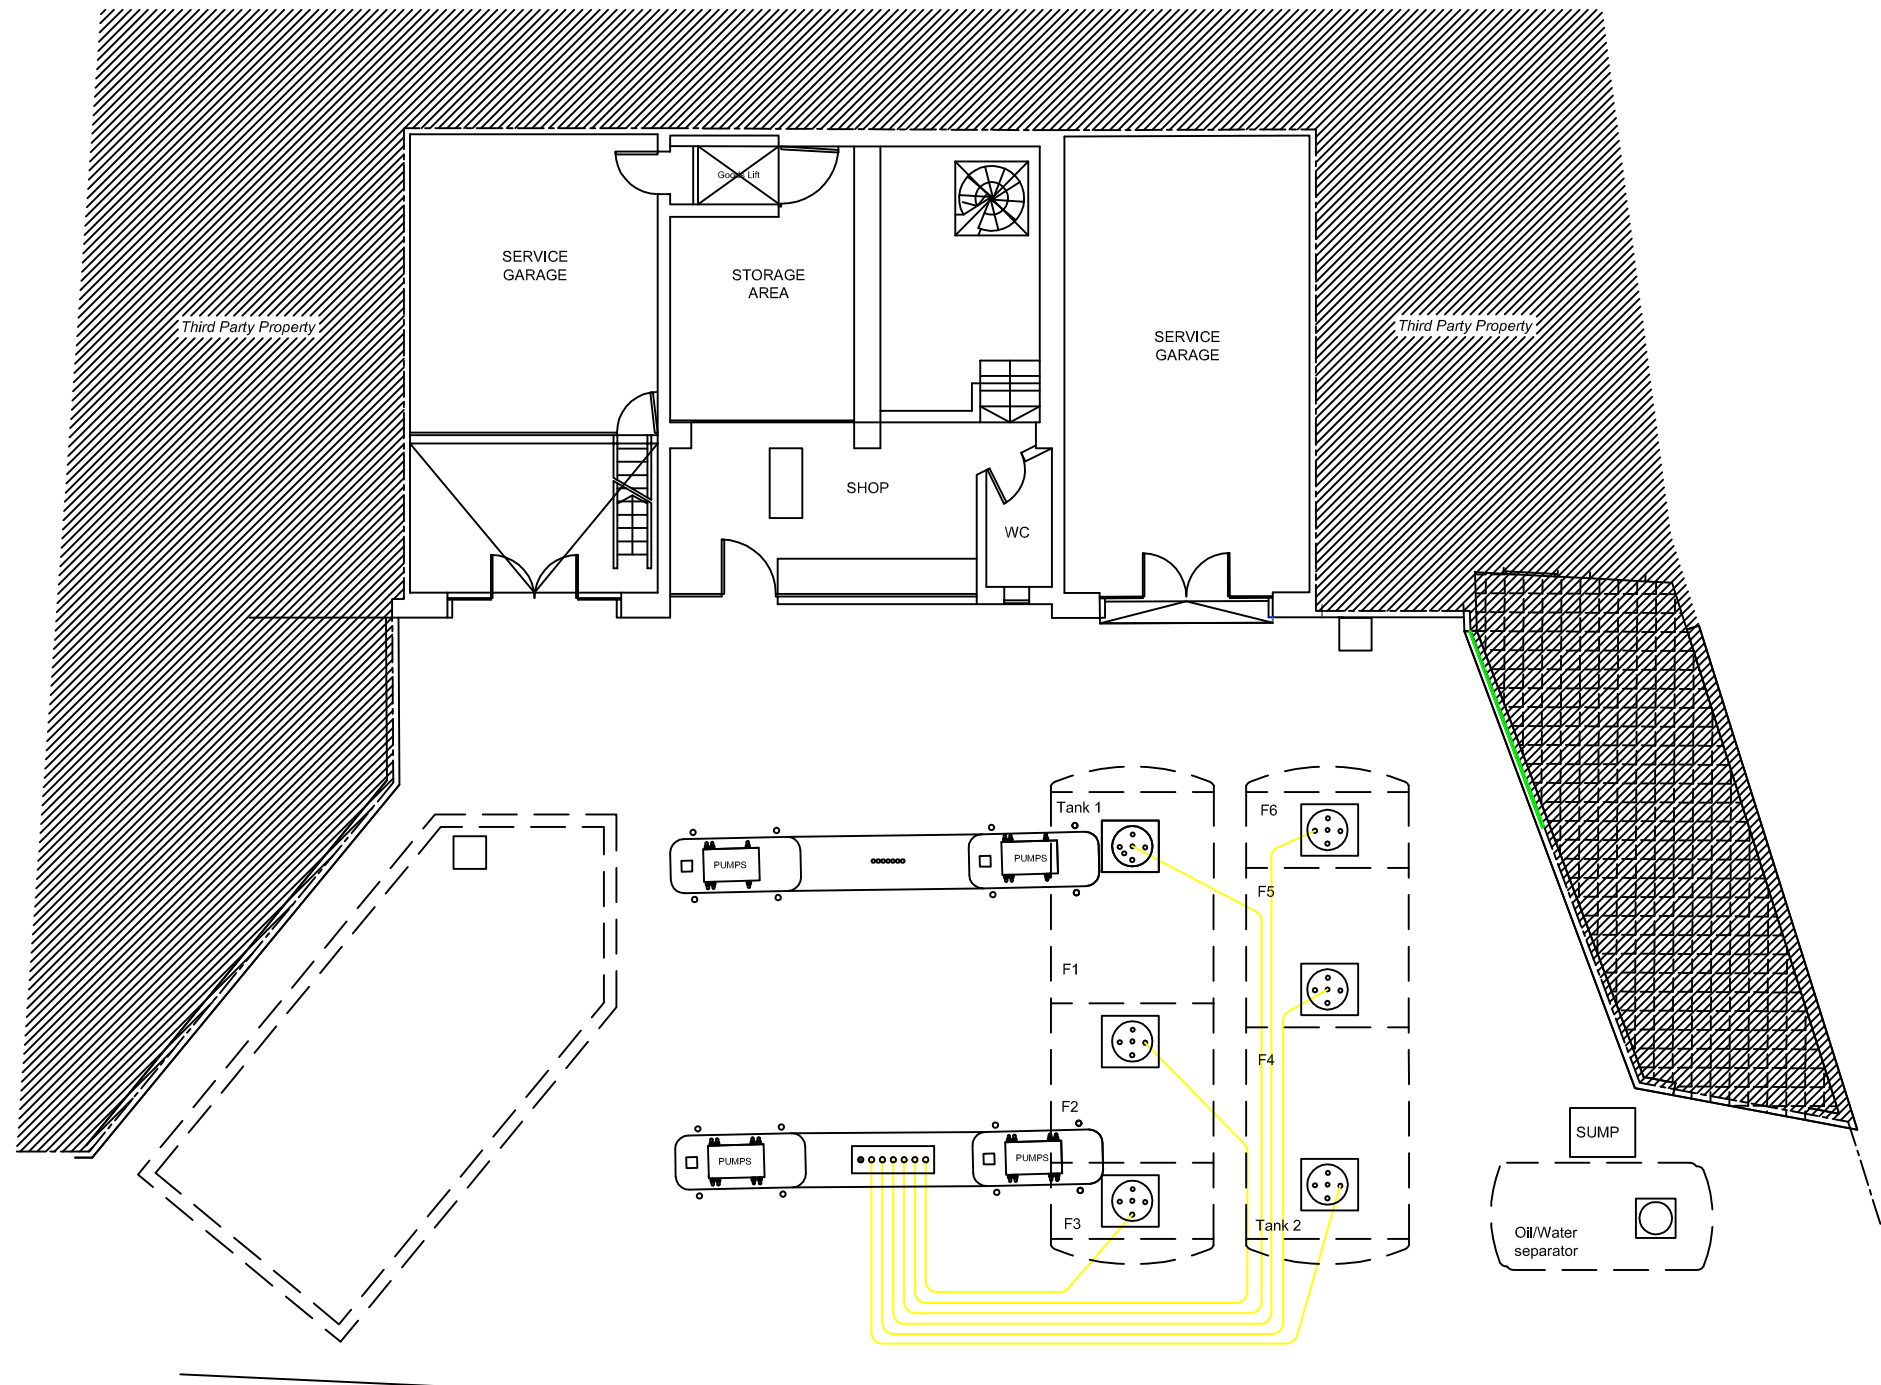 Goods Lift
SERVICE
GARAGE
STORAGE
AREA
Third Party Property
Third Party Property
SERVICE
GARAGE
SHOP
WC
Tank 1
F6
PUMPS
PUMPS
F5
F1
F4
F2
PUMPS
PUMPS
SUMP
F3
Tank 2
Oil/Water
separator